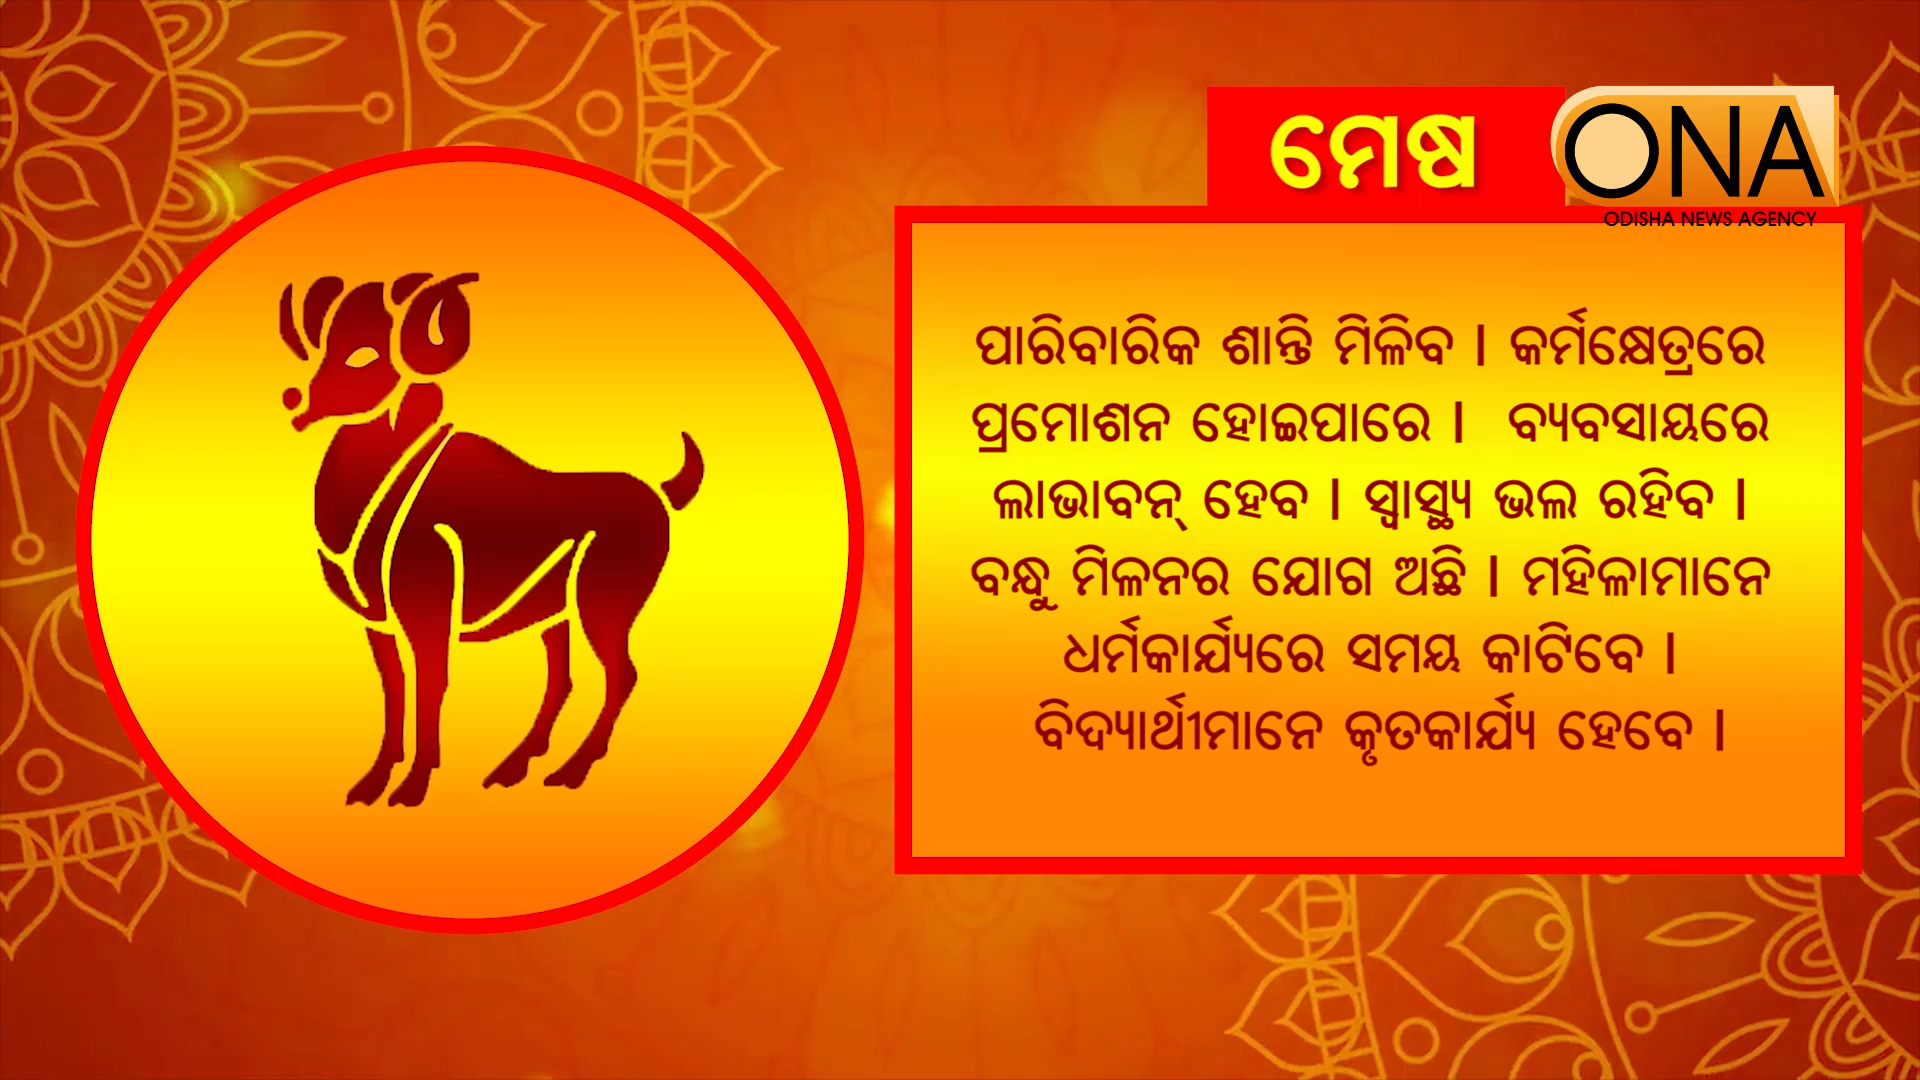 ମେଷ
ONA
ODISHA NEWS AGENCY
ପାରିବାରିକ ଶାନ୍ତି ମିଳିବ । କର୍ମକ୍ଷେତ୍ରରେ
ପ୍ରମୋଶନ ହୋଇପାରେ । ବ୍ୟବସାୟରେ
ଲାଭାବନ୍ ହେବ । ସ୍ୱାସ୍ଥ୍ୟ ଭଲ ରହିବ ।
ବନ୍ଧୁ ମିଳନର ଯୋଗ ଅଛି । ମହିଳାମାନେ
ଧର୍ମକାର୍ଯ୍ୟରେ ସମୟ କାଟିବେ ।
ବିଦ୍ୟାର୍ଥୀମାନେ କୃତକାର୍ଯ୍ୟ ହେବେ ।